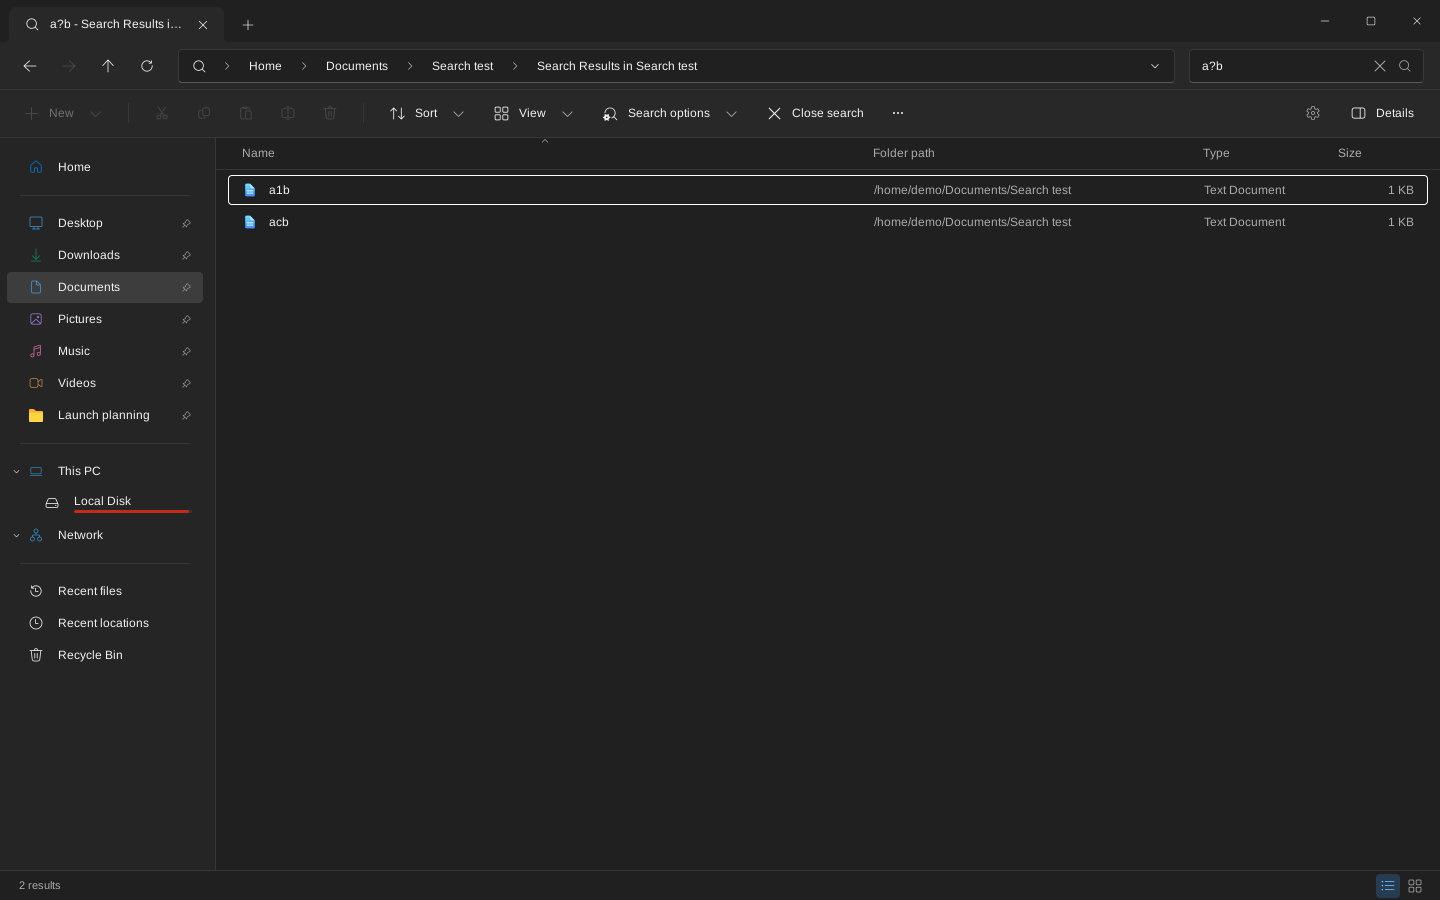 a?b - Search Results i...
Home
Documents
Search test
Search Results in Search test
a?b
New
Sort
View
Search options
Close search
Details
Home
Desktop
Downloads
Documents
Pictures
Music
Videos
Launch planning
This PC
Local Disk
Network
Recent files
Recent locations
Recycle Bin
Name Folder path Type Size
a1b /home/demo/Documents/Search test Text Document 1 KB
acb /home/demo/Documents/Search test Text Document 1 KB
2 results